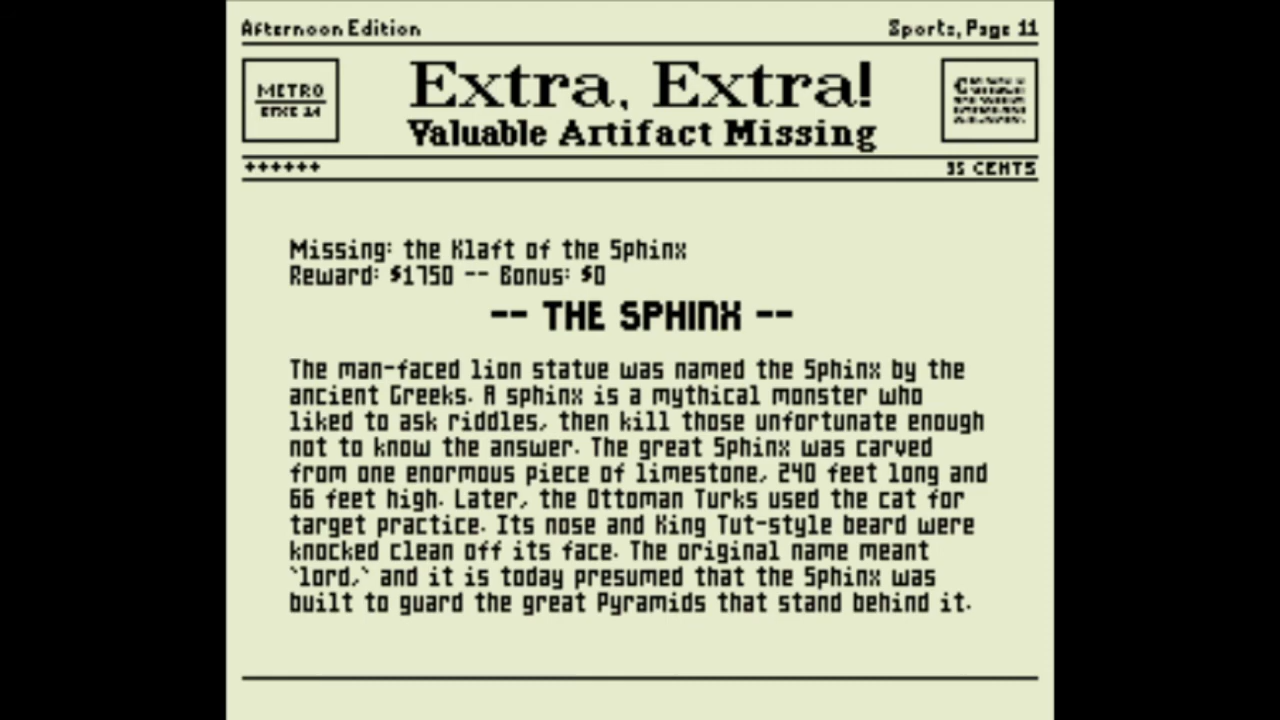 Afternoon Edition
Sports, Page 11
METRO
Extra, Extra!
Valuable Artifact Missing
++++++
35 CENTS
Missing: the Klaft of the Sphinx
Reward: $1750 -- Bonus: $0
-- THE SPHINX --
The man-faced lion statue was named the Sphinx by the
ancient Greeks. A sphinx is a mythical monster who
liked to ask riddles, then kill those unfortunate enough
not to know the answer. The great Sphinx was carved
from one enormous piece of limestone, 240 feet long and
66 feet high. Later, the Ottoman Turks used the cat for
target practice. Its nose and King Tut-style beard were
knocked clean off its face. The original name meant
`lord,` and it is today presumed that the Sphinx was
built to guard the great Pyramids that stand behind it.